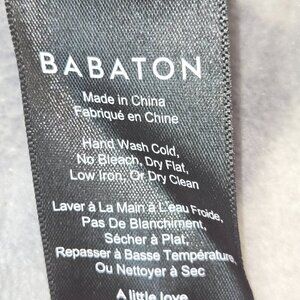 BABATON
Made in China
Fabriqué en Chine
Hand Wash Cold,
No Bleach, Dry Flat,
Low Iron, Or Dry Clean
Laver à La Main à L'eau Froide,
Pas De Blanchiment,
Sécher à Plat,
Repasser à Basse Température,
Ou Nettoyer à Sec
A little love